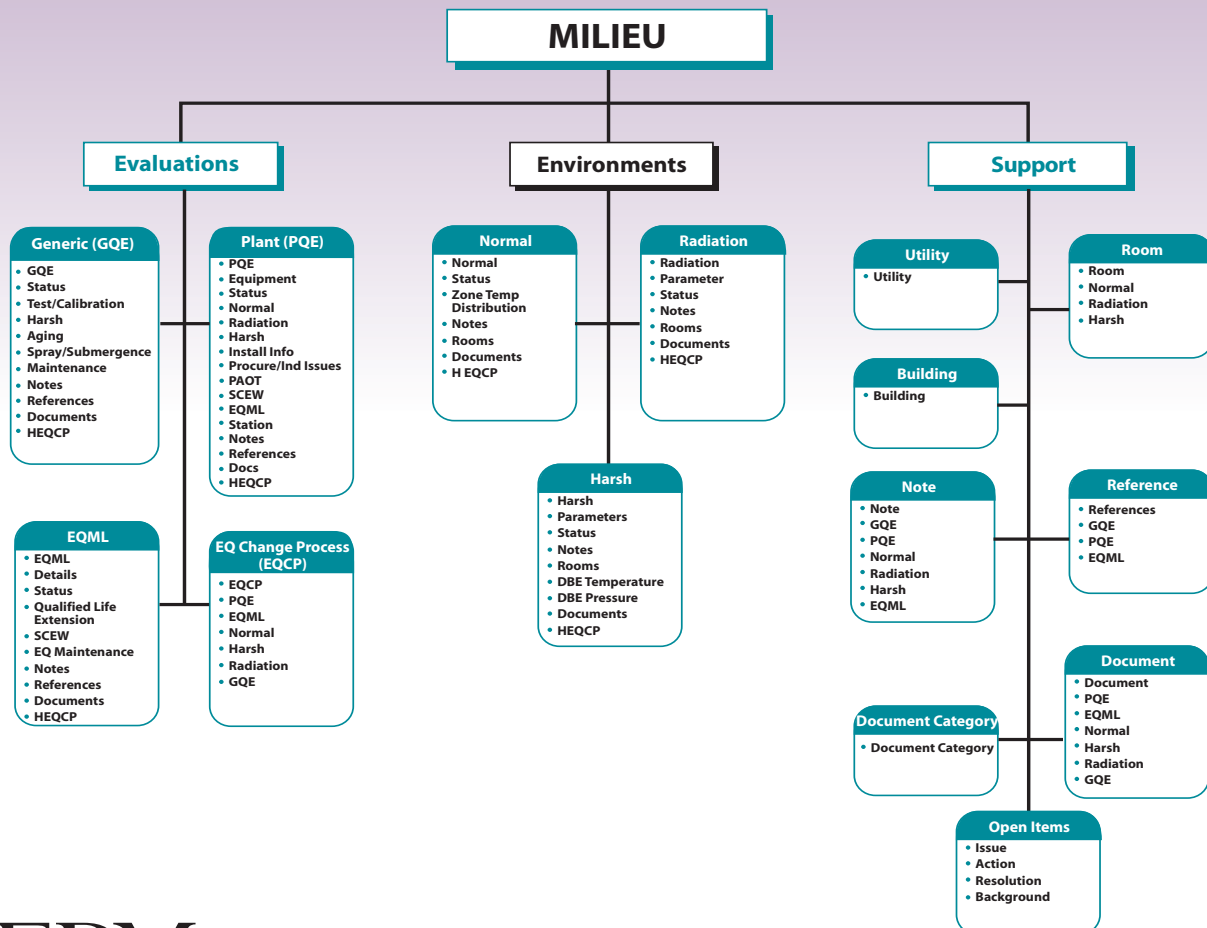 MILIEU
Evaluations
Environments
Support
Generic (GQE)
• GQE
• Status
• Test/Calibration
• Harsh
• Aging
• Spray/Submergence
• Maintenance
• Notes
• References
• Documents
• HEQCP
Plant (PQE)
• PQE
• Equipment
• Status
• Normal
• Radiation
• Harsh
• Install Info
• Procure/Ind Issues
• PAOT
• SCEW
• EQML
• Station
• Notes
• References
• Docs
• HEQCP
EQML
• EQML
• Details
• Status
• Qualified Life
Extension
• SCEW
• EQ Maintenance
• Notes
• References
• Documents
• HEQCP
EQ Change Process
(EQCP)
• EQCP
• PQE
• EQML
• Normal
• Harsh
• Radiation
• GQE
Normal
• Normal
• Status
• Zone Temp
Distribution
• Notes
• Rooms
• Documents
• H EQCP
Radiation
• Radiation
• Parameter
• Status
• Notes
• Rooms
• Documents
• HEQCP
Harsh
• Harsh
• Parameters
• Status
• Notes
• Rooms
• DBE Temperature
• DBE Pressure
• Documents
• HEQCP
Utility
• Utility
Room
• Room
• Normal
• Radiation
• Harsh
Building
• Building
Note
• Note
• GQE
• PQE
• Normal
• Radiation
• Harsh
• EQML
Reference
• References
• GQE
• PQE
• EQML
Document Category
• Document Category
Document
• Document
• PQE
• EQML
• Normal
• Harsh
• Radiation
• GQE
Open Items
• Issue
• Action
• Resolution
• Background